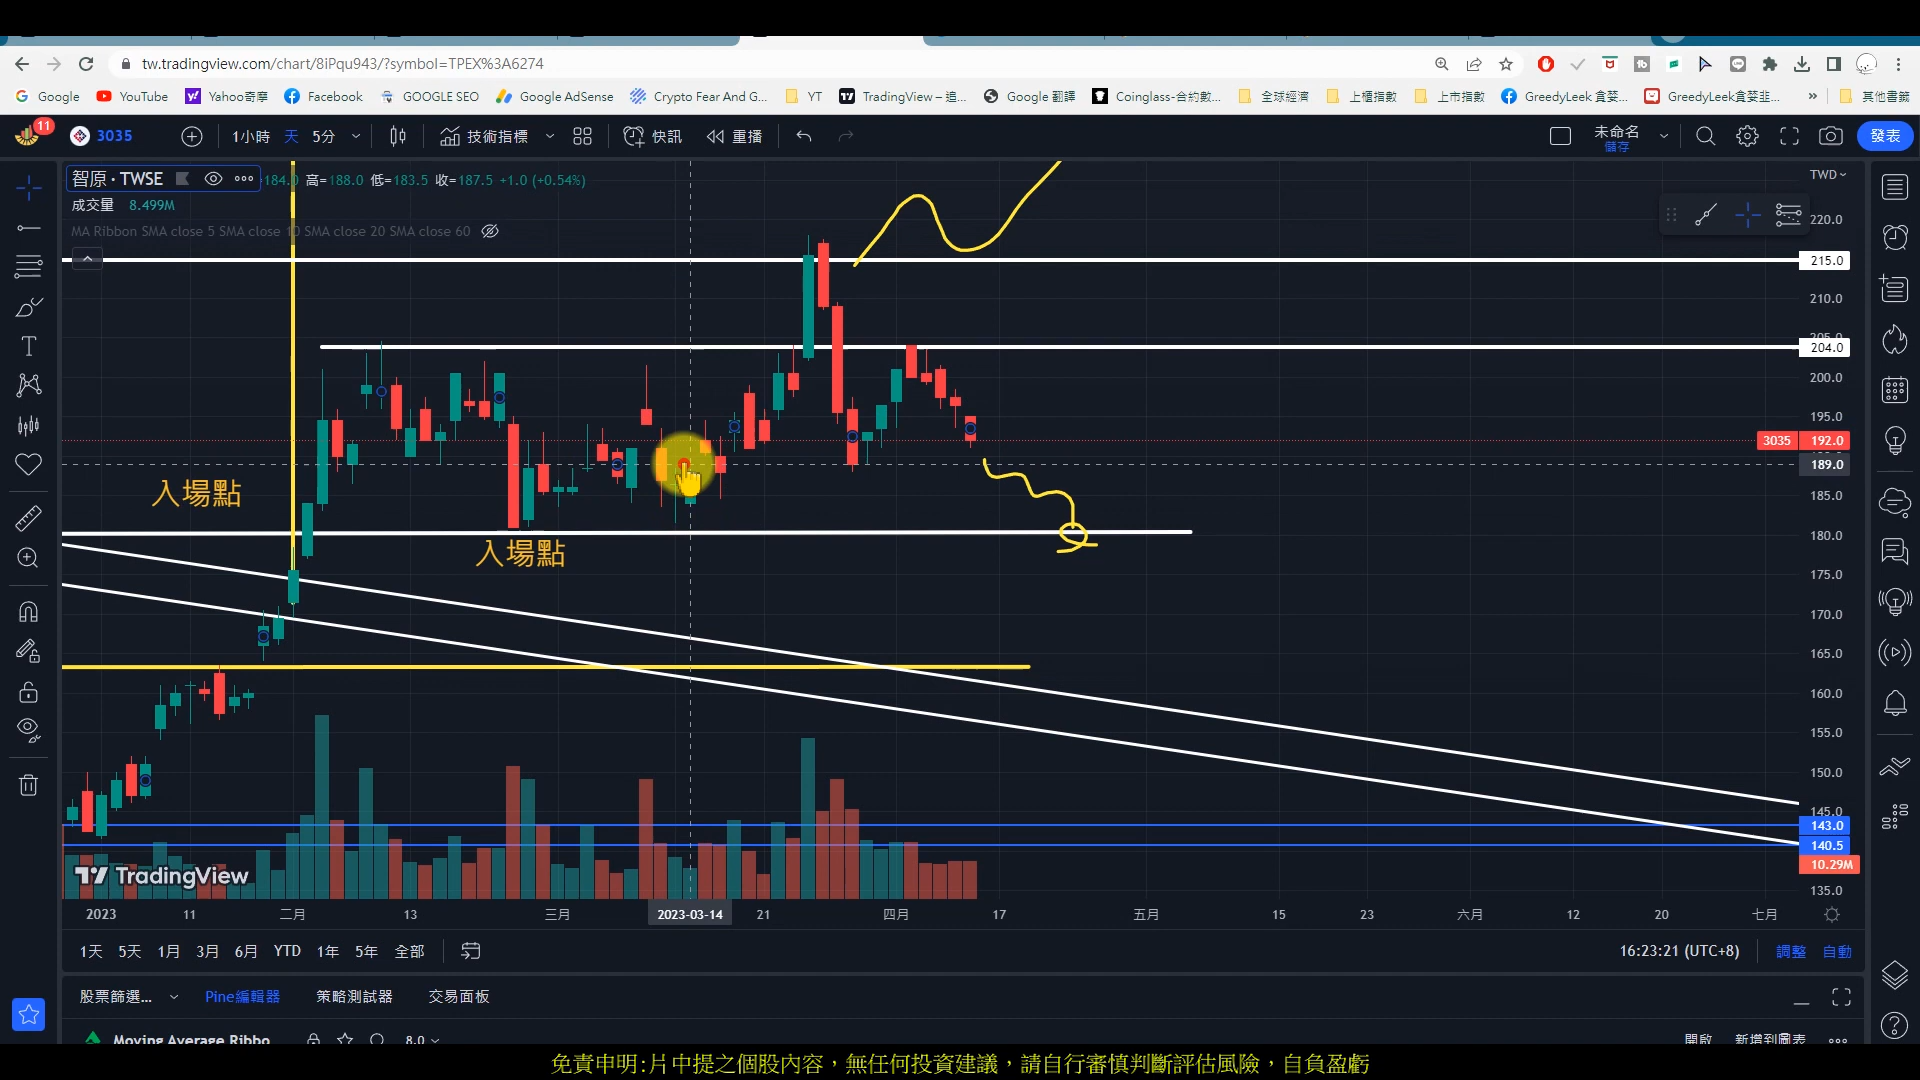 tw.tradingview.com/chart/8iPqu943/?symbol=TPEX%3A6274
Google YouTube Yahoo奇摩 Facebook GOOGLE SEO Google AdSense Crypto Fear And G... YT TradingView – 追... Google 翻譯 Coinglass-合約數... 全球經濟 上櫃指數 上市指數 GreedyLeek 貪婪... GreedyLeek貪婪韭... » 其他書籤
11 3035 1小時 天 5分 技術指標 快訊 重播 未命名 儲存 發表
智原 · TWSE 184.0 高=188.0 低=183.5 收=187.5 +1.0 (+0.54%)
TWD
成交量 8.499M
220.0
MA Ribbon SMA close 5 SMA close 10 SMA close 20 SMA close 60
215.0
210.0
204.0
200.0
195.0
3035 192.0
189.0
入場點
185.0
180.0
入場點
175.0
170.0
165.0
160.0
155.0
150.0
145.0
143.0
140.5
10.29M
TradingView
135.0
2023 11 二月 13 三月 2023-03-14 21 四月 17 五月 15 23 六月 12 20 七月
1天 5天 1月 3月 6月 YTD 1年 5年 全部 16:23:21 (UTC+8) 調整 自動
股票篩選... Pine編輯器 策略測試器 交易面板
Moving Average Ribbo 8.0 開啟 新增到圖表
免責申明:片中提之個股內容，無任何投資建議，請自行審慎判斷評估風險，自負盈虧